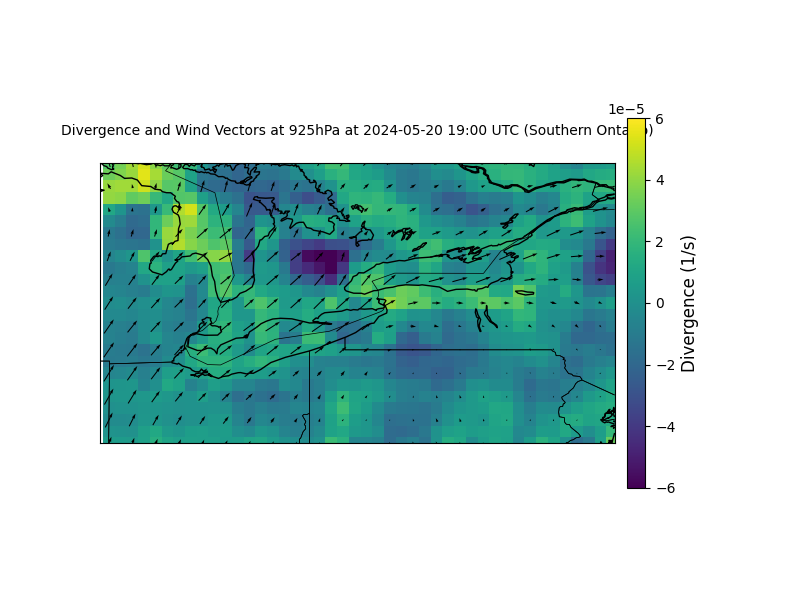 1e−5
Divergence and Wind Vectors at 925hPa at 2024-05-20 19:00 UTC (Southern Onta
6
4
2
0
−2
−4
−6
Divergence (1/s)